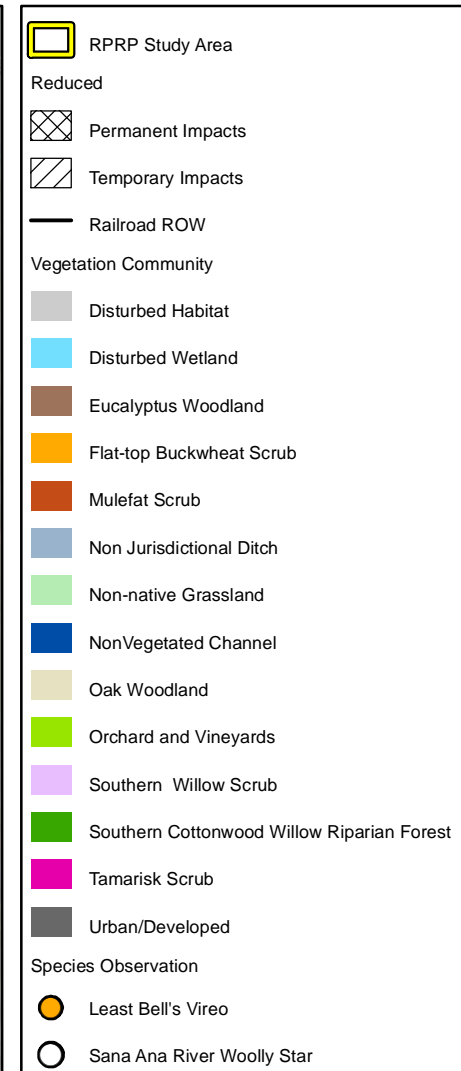 RPRP Study Area
Reduced
Permanent Impacts
Temporary Impacts
Railroad ROW
Vegetation Community
Disturbed Habitat
Disturbed Wetland
Eucalyptus Woodland
Flat-top Buckwheat Scrub
Mulefat Scrub
Non Jurisdictional Ditch
Non-native Grassland
NonVegetated Channel
Oak Woodland
Orchard and Vineyards
Southern  Willow Scrub
Southern Cottonwood Willow Riparian Forest
Tamarisk Scrub
Urban/Developed
Species Observation
Least Bell's Vireo
Sana Ana River Woolly Star